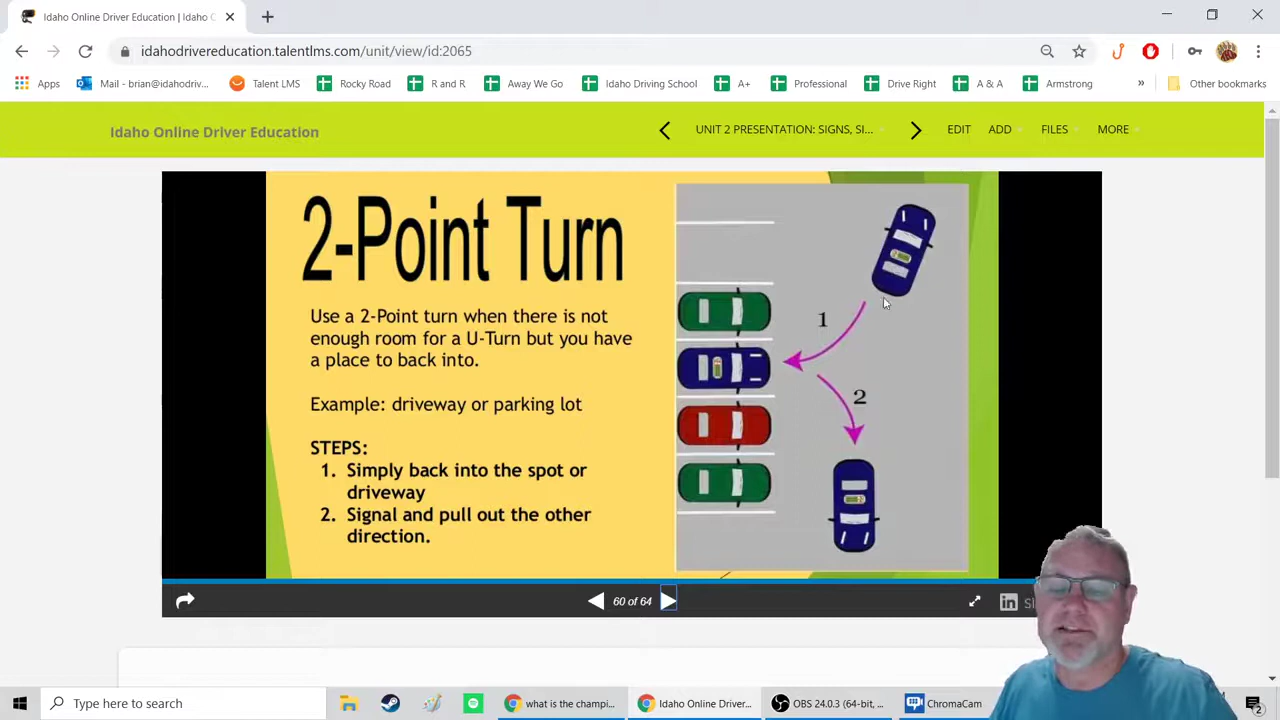 Idaho Online Driver Education | Idaho O
idahodrivereducation.talentlms.com/unit/view/id:2065
Apps
Mail - brian@idahodriv...
Talent LMS
Rocky Road
R and R
Away We Go
Idaho Driving School
A+
Professional
Drive Right
A & A
Armstrong
»
Other bookmarks
Idaho Online Driver Education
UNIT 2 PRESENTATION: SIGNS, SI...
EDIT
ADD
FILES
MORE
2-Point Turn
Use a 2-Point turn when there is not
enough room for a U-Turn but you have
a place to back into.
Example: driveway or parking lot
STEPS:
1. Simply back into the spot or
driveway
2. Signal and pull out the other
direction.
1
2
60 of 64
in
Type here to search
what is the champi...
Idaho Online Driver...
OBS 24.0.3 (64-bit, ...
ChromaCam
2